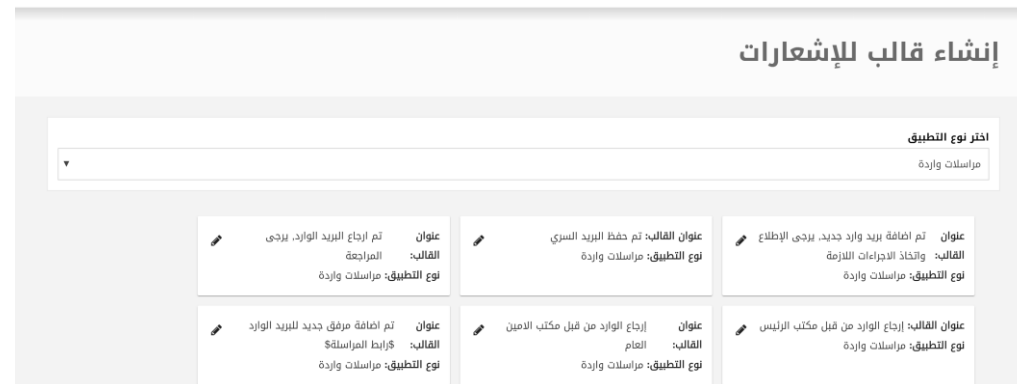 إنشاء قالب للإشعارات
اختر نوع التطبيق
مراسلات واردة
عنوان القالب: تم اضافة بريد وارد جديد, يرجى الإطلاع
واتخاذ الاجراءات اللازمة
نوع التطبيق: مراسلات واردة
عنوان القالب: تم حفظ البريد السري
نوع التطبيق: مراسلات واردة
عنوان القالب: تم ارجاع البريد الوارد, يرجى
المراجعة
نوع التطبيق: مراسلات واردة
عنوان القالب: إرجاع الوارد من قبل مكتب الرئيس
نوع التطبيق: مراسلات واردة
عنوان القالب: إرجاع الوارد من قبل مكتب الامين
العام
نوع التطبيق: مراسلات واردة
عنوان القالب: تم اضافة مرفق جديد للبريد الوارد
$رابط المراسلة$
نوع التطبيق: مراسلات واردة